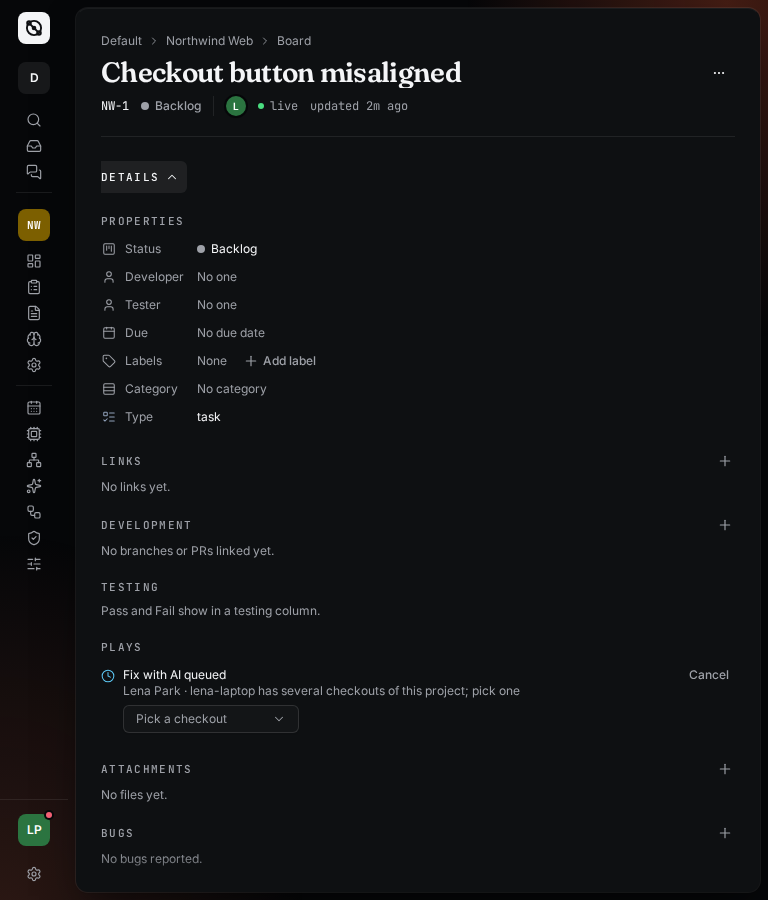 Default > Northwind Web > Board
D
Checkout button misaligned
NW-1 Backlog L live updated 2m ago
DETAILS
NW
PROPERTIES
Status Backlog
Developer No one
Tester No one
Due No due date
Labels None + Add label
Category No category
Type task
LINKS
No links yet.
DEVELOPMENT
No branches or PRs linked yet.
TESTING
Pass and Fail show in a testing column.
PLAYS
Fix with AI queued Cancel
Lena Park · lena-laptop has several checkouts of this project; pick one
Pick a checkout
ATTACHMENTS
No files yet.
LP
BUGS
No bugs reported.